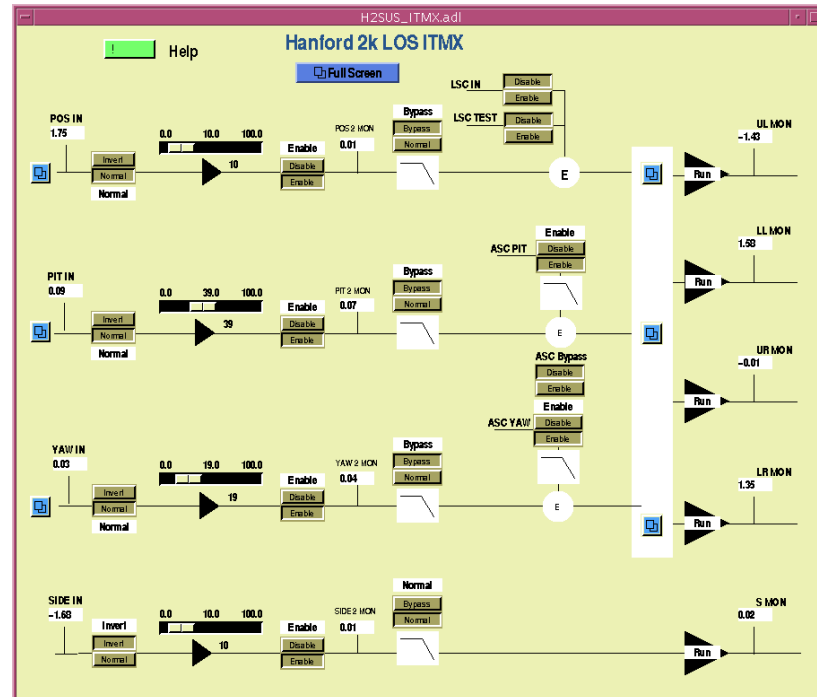 H2SUS_ITMX.adl
! Help
Hanford 2k LOS ITMX
Full Screen
POS IN
1.75
Invert
Normal
Normal
0.0 10.0 100.0
10
Enable
Disable
Enable
POS 2 MON
0.01
Bypass
Bypass
Normal
LSC IN
Disable
Enable
LSC TEST
Disable
Enable
E
UL MON
-1.43
Run
PIT IN
0.09
Invert
Normal
Normal
0.0 39.0 100.0
39
Enable
Disable
Enable
PIT 2 MON
0.07
Bypass
Bypass
Normal
Enable
ASC PIT
Disable
Enable
E
LL MON
1.58
Run
ASC Bypass
Disable
Enable
UR MON
-0.01
Run
YAW IN
0.03
Invert
Normal
Normal
0.0 19.0 100.0
19
Enable
Disable
Enable
YAW 2 MON
0.04
Bypass
Bypass
Normal
Enable
ASC YAW
Disable
Enable
E
LR MON
1.35
Run
SIDE IN
-1.68
Invert
Invert
Normal
0.0 10.0 100.0
10
Enable
Disable
Enable
SIDE 2 MON
0.01
Normal
Bypass
Normal
S MON
0.02
Run